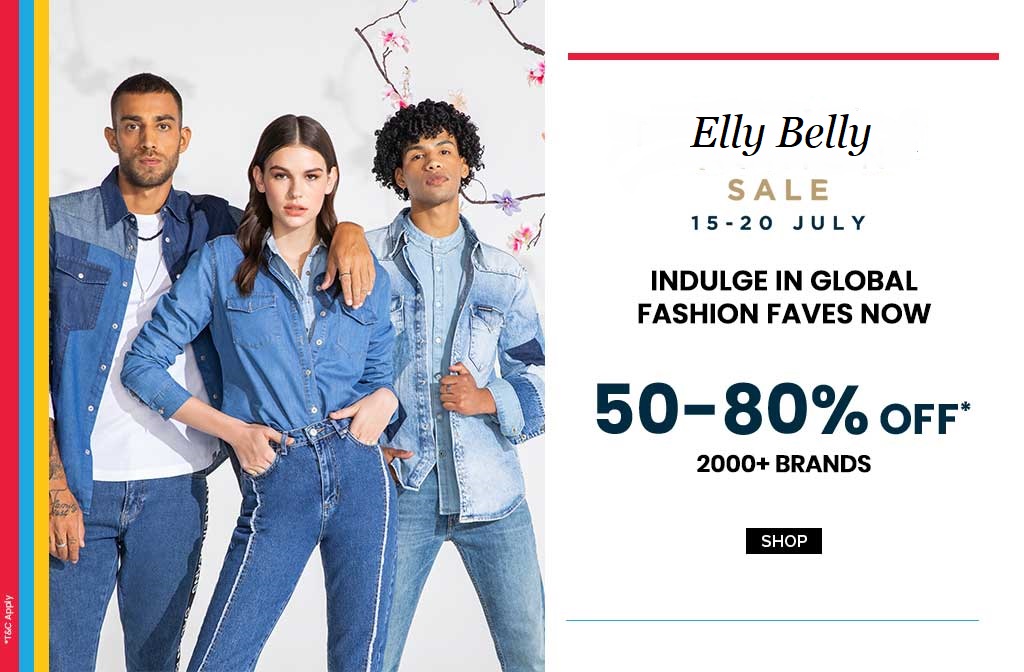 Elly Belly
SALE
15-20 JULY
INDULGE IN GLOBAL
FASHION FAVES NOW
50-80% OFF*
2000+ BRANDS
SHOP
*T&C Apply